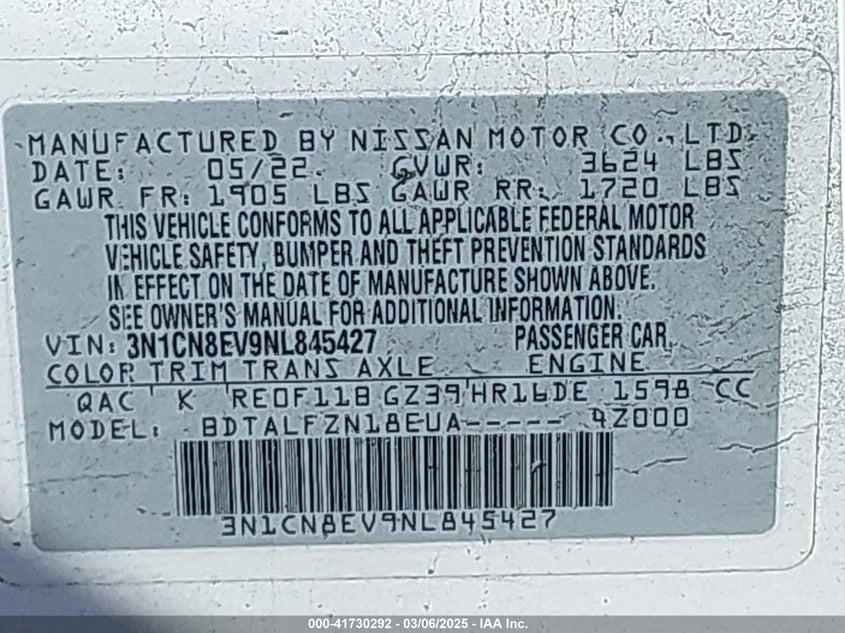 MANUFACTURED BY NISSAN MOTOR CO., LTD.
DATE: 05/22. GVWR: 3624 LBS
GAWR FR: 1905 LBS GAWR RR: 1720 LBS
THIS VEHICLE CONFORMS TO ALL APPLICABLE FEDERAL MOTOR
VEHICLE SAFETY, BUMPER AND THEFT PREVENTION STANDARDS
IN EFFECT ON THE DATE OF MANUFACTURE SHOWN ABOVE.
SEE OWNER'S MANUAL FOR ADDITIONAL INFORMATION.
VIN: 3N1CN8EV9NL845427 PASSENGER CAR
COLOR TRIM TRANS AXLE ENGINE
QAC K RE0F11B GZ39 HR16DE 1598 CC
MODEL: BDTALFZN18EUA----- 4Z000
3N1CN8EV9NL845427
000-41730292 - 03/06/2025 - IAA Inc.